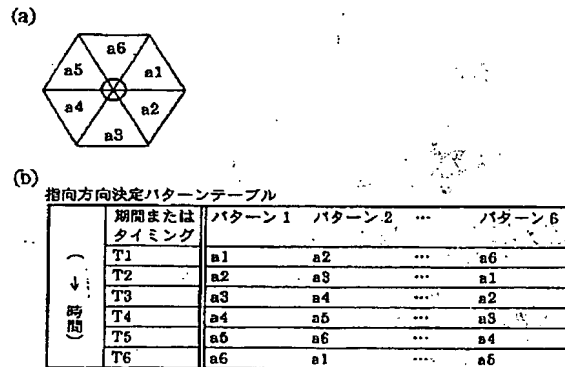 (a)
a6
a5 a1
a4 a2
a3
(b)
指向方向決定パターンテーブル
期間または
タイミング パターン 1 パターン 2 … パターン 6
T1 a1 a2 … a6
T2 a2 a3 … a1
T3 a3 a4 … a2
T4 a4 a5 … a3
T5 a5 a6 … a4
T6 a6 a1 … a5
(→時間)